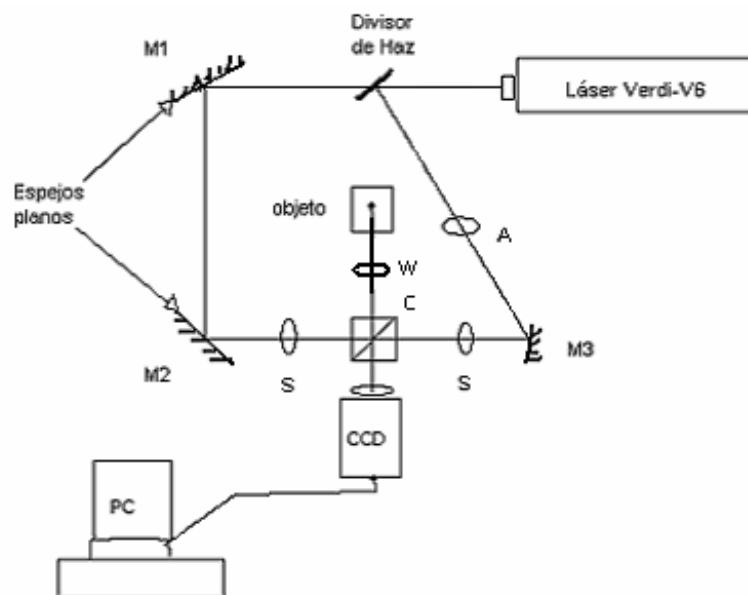 Divisor
de Haz
M1
Láser Verdi-V6
Espejos
planos
objeto
A
W
C
M2
S
S
M3
CCD
PC